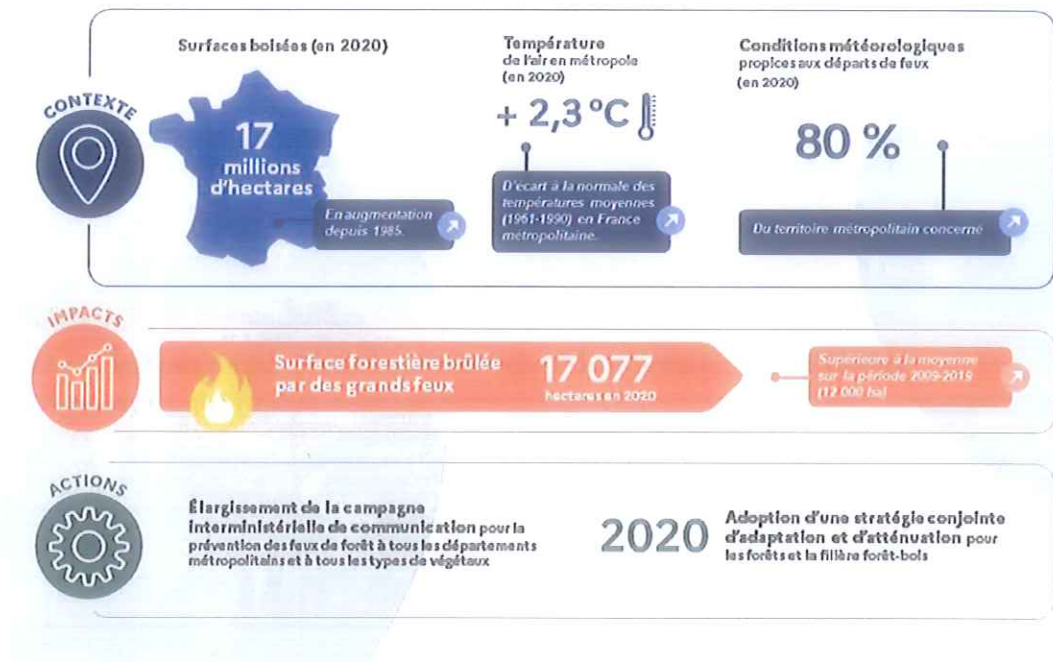 CONTEXTE
Surfaces boisées (en 2020)
17
millions
d'hectares
En augmentation
depuis 1985.
Température
de l'air en métropole
(en 2020)
+ 2,3 °C
D'écart à la normale des
températures moyennes
(1961-1990) en France
métropolitaine.
Conditions météorologiques
propices aux départs de feux
(en 2020)
80 %
Du territoire métropolitain concerné
IMPACTS
Surface forestière brûlée
par des grands feux
17 077
hectares en 2020
Supérieure à la moyenne
sur la période 2009-2019
(12 000 ha)
ACTIONS
Élargissement de la campagne
interministérielle de communication pour la
prévention des feux de forêt à tous les départements
métropolitains et à tous les types de végétaux
2020
Adoption d'une stratégie conjointe
d'adaptation et d'atténuation pour
les forêts et la filière forêt-bois